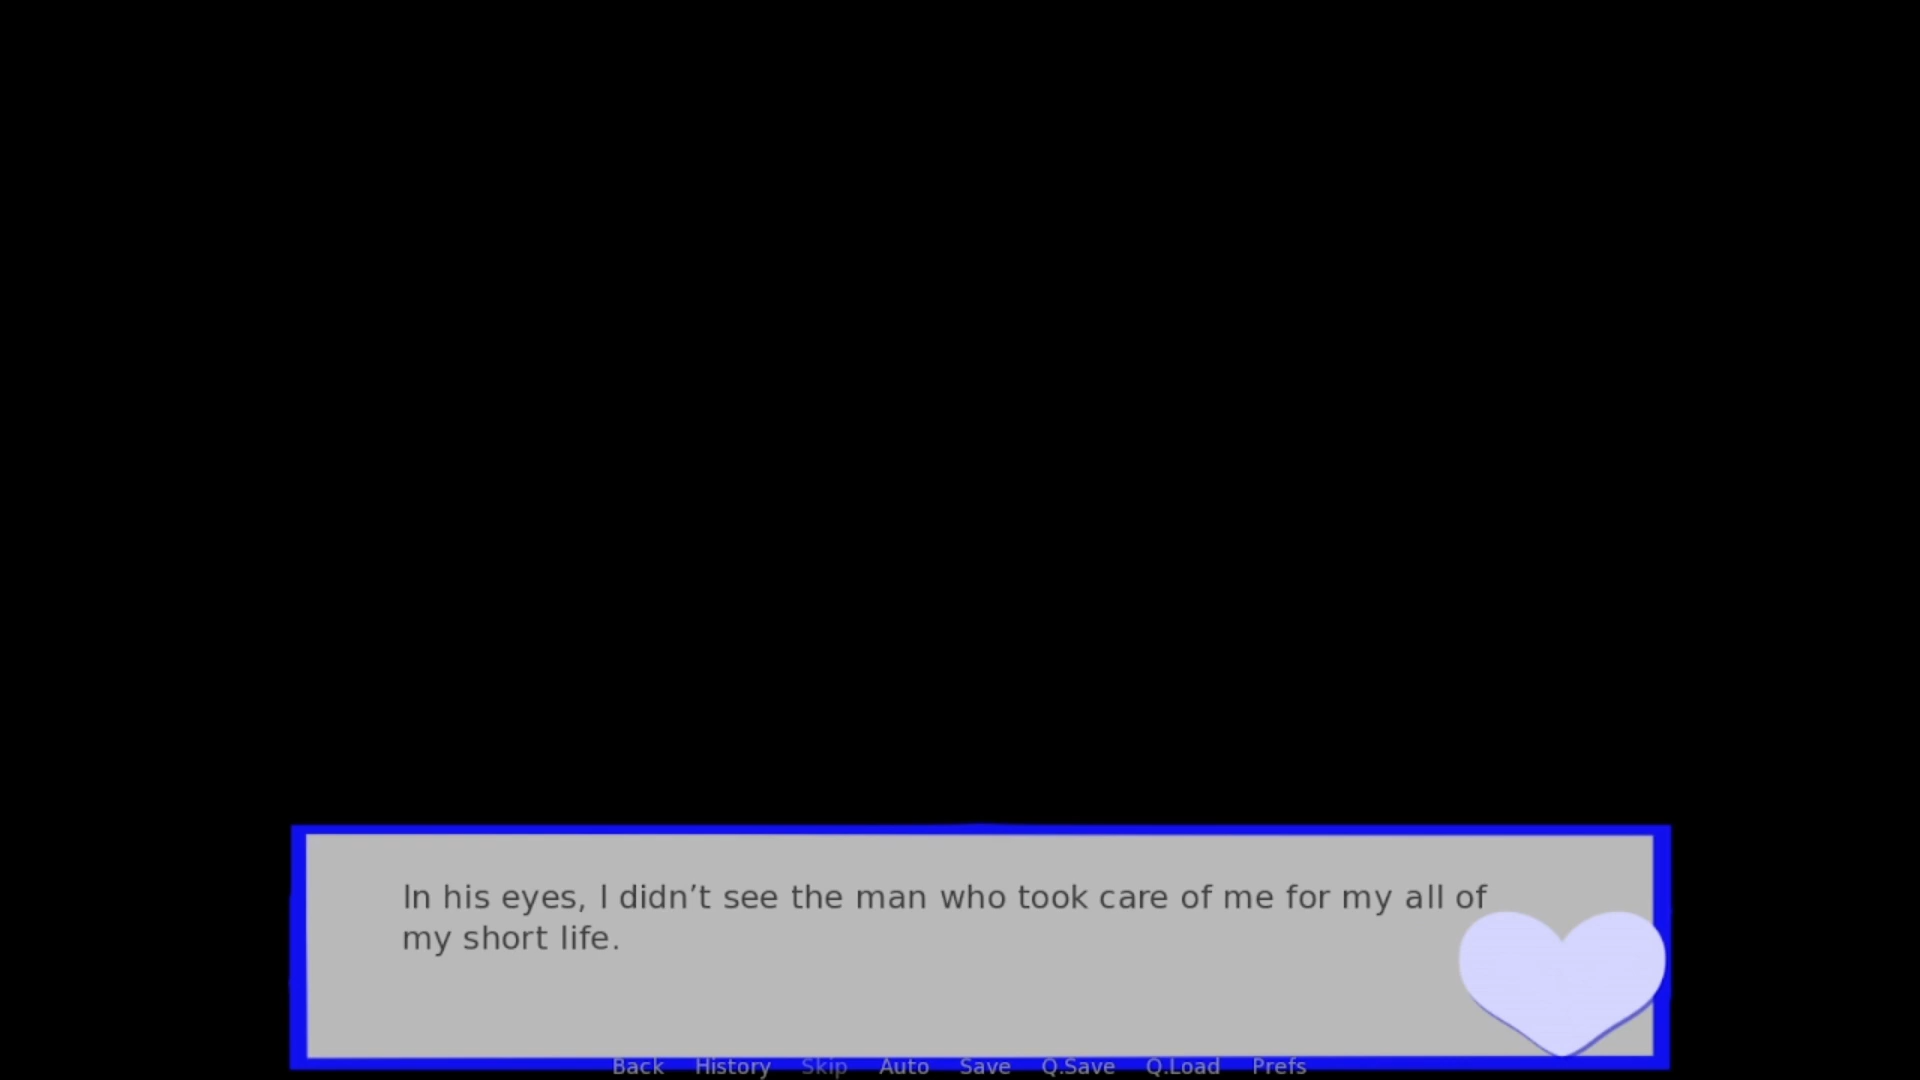 In his eyes, I didn’t see the man who took care of me for my all of
my short life.
Back History Skip Auto Save Q.Save Q.Load Prefs